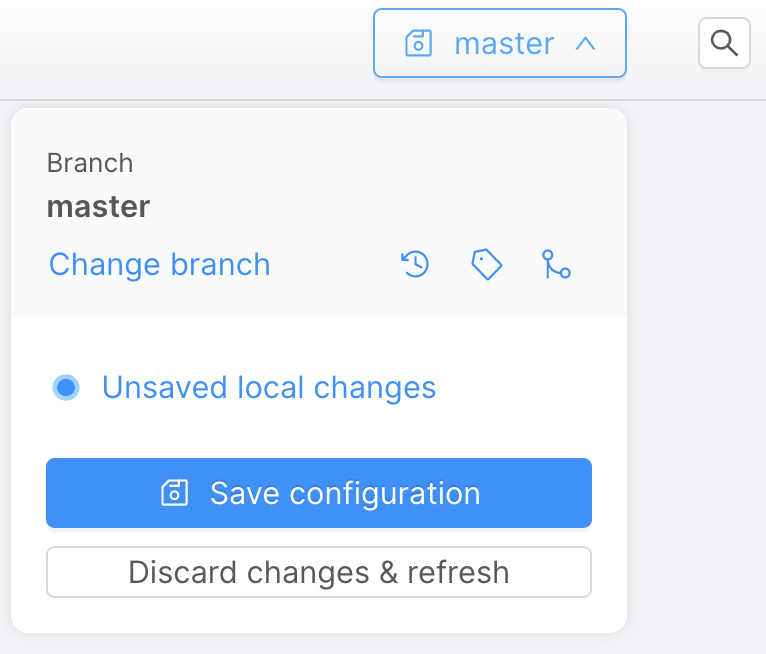 master
Branch
master
Change branch
Unsaved local changes
Save configuration
Discard changes & refresh